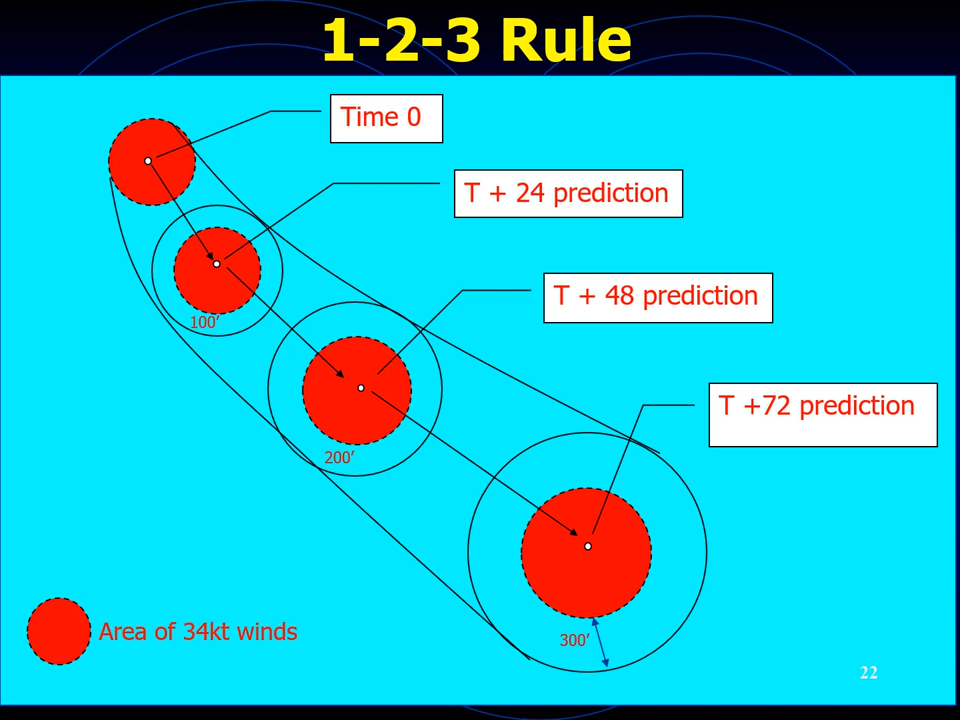 1-2-3 Rule
Time 0
T + 24 prediction
T + 48 prediction
100’
T +72 prediction
200’
Area of 34kt winds
300’
22